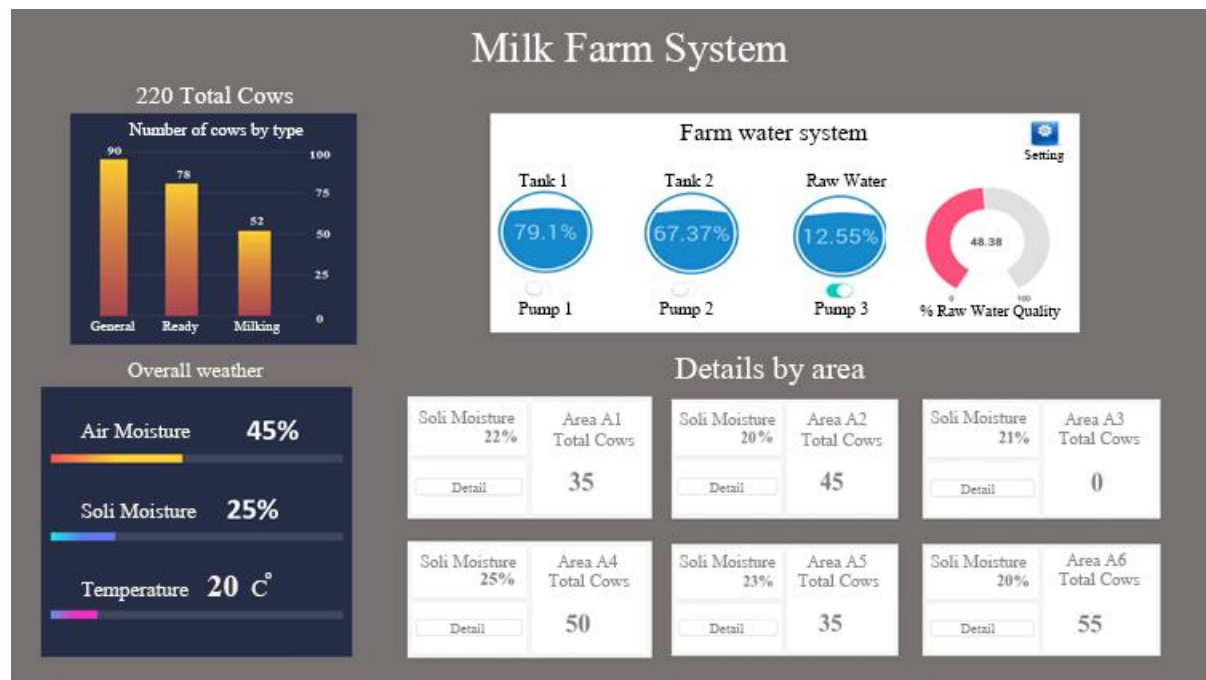 Milk Farm System
220 Total Cows
Number of cows by type
90
78
52
100
75
50
25
0
General Ready Milking
Farm water system
Setting
Tank 1 Tank 2 Raw Water
79.1% 67.37% 12.55% 48.38
0 100
Pump 1 Pump 2 Pump 3 % Raw Water Quality
Overall weather
Air Moisture 45%
Soli Moisture 25%
Temperature 20 C°
Details by area
Soli Moisture
22%
Area A1
Total Cows
Detail
35
Soli Moisture
20%
Area A2
Total Cows
Detail
45
Soli Moisture
21%
Area A3
Total Cows
Detail
0
Soli Moisture
25%
Area A4
Total Cows
Detail
50
Soli Moisture
23%
Area A5
Total Cows
Detail
35
Soli Moisture
20%
Area A6
Total Cows
Detail
55